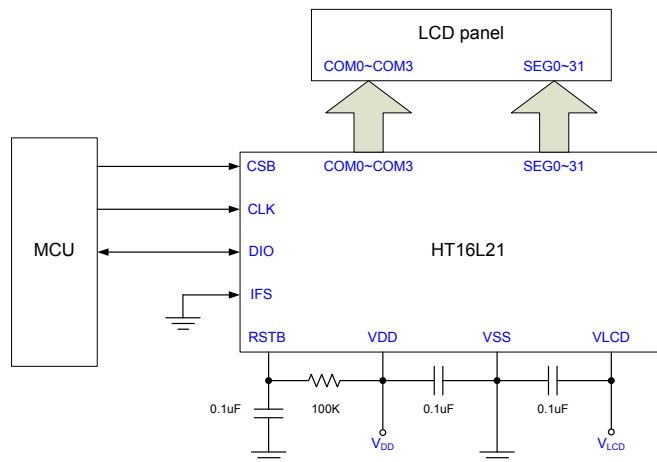 LCD panel
COM0~COM3 SEG0~31
COM0~COM3 SEG0~31
CSB
CLK
MCU
DIO
HT16L21
IFS
RSTB VDD VSS VLCD
0.1uF 100K 0.1uF 0.1uF
VDD VLCD